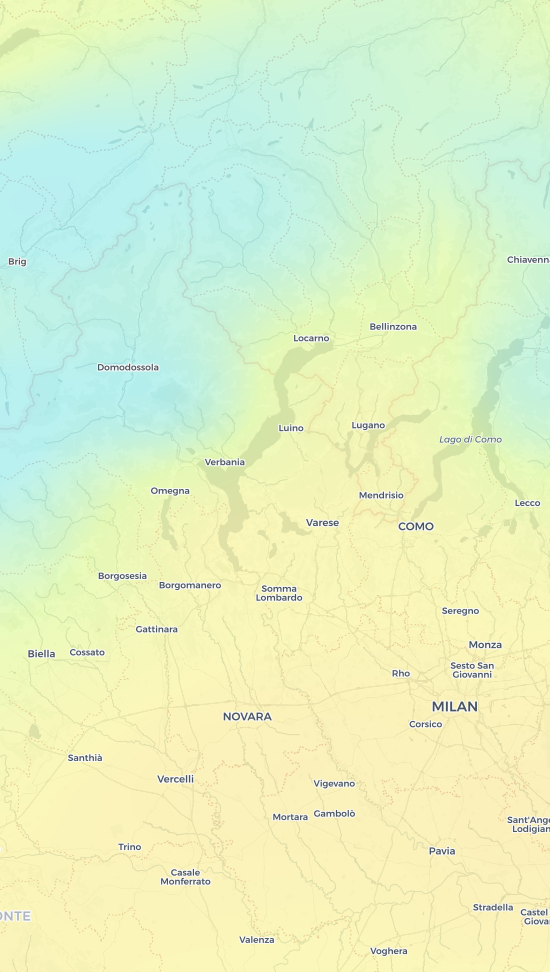 Brig
Chiavenn
Bellinzona
Locarno
Domodossola
Lugano
Luino
Lago di Como
Verbania
Omegna
Mendrisio
Lecco
Varese
COMO
Borgosesia
Borgomanero
Somma
Lombardo
Seregno
Gattinara
Monza
Cossato
Biella
Sesto San
Giovanni
Rho
MILAN
NOVARA
Corsico
Santhià
Vercelli
Vigevano
Mortara
Gambolò
Sant'Ange
Lodigian
Trino
Pavia
Casale
Monferrato
Stradella
Castel
Giova
ONTE
Valenza
Voghera